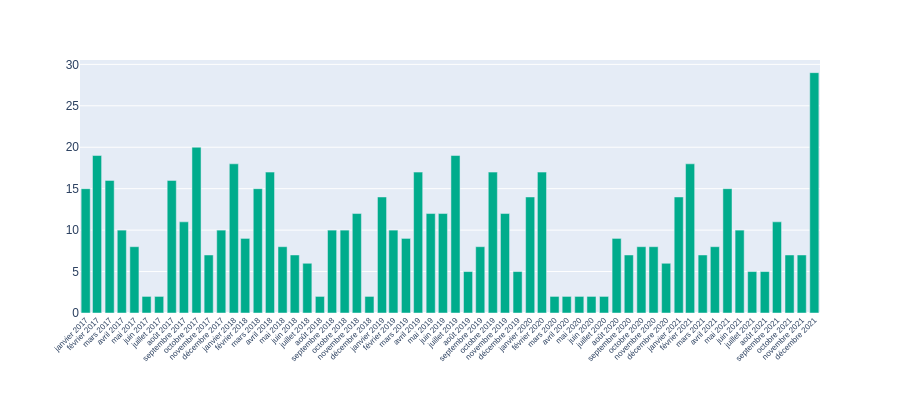 30
25
20
15
10
5
0
janvier 2017
février 2017
mars 2017
avril 2017
mai 2017
juin 2017
juillet 2017
août 2017
septembre 2017
octobre 2017
novembre 2017
décembre 2017
janvier 2018
février 2018
mars 2018
avril 2018
mai 2018
juin 2018
juillet 2018
août 2018
septembre 2018
octobre 2018
novembre 2018
décembre 2018
janvier 2019
février 2019
mars 2019
avril 2019
mai 2019
juin 2019
juillet 2019
août 2019
septembre 2019
octobre 2019
novembre 2019
décembre 2019
janvier 2020
février 2020
mars 2020
avril 2020
mai 2020
juin 2020
juillet 2020
août 2020
septembre 2020
octobre 2020
novembre 2020
décembre 2020
janvier 2021
février 2021
mars 2021
avril 2021
mai 2021
juin 2021
juillet 2021
août 2021
septembre 2021
octobre 2021
novembre 2021
décembre 2021